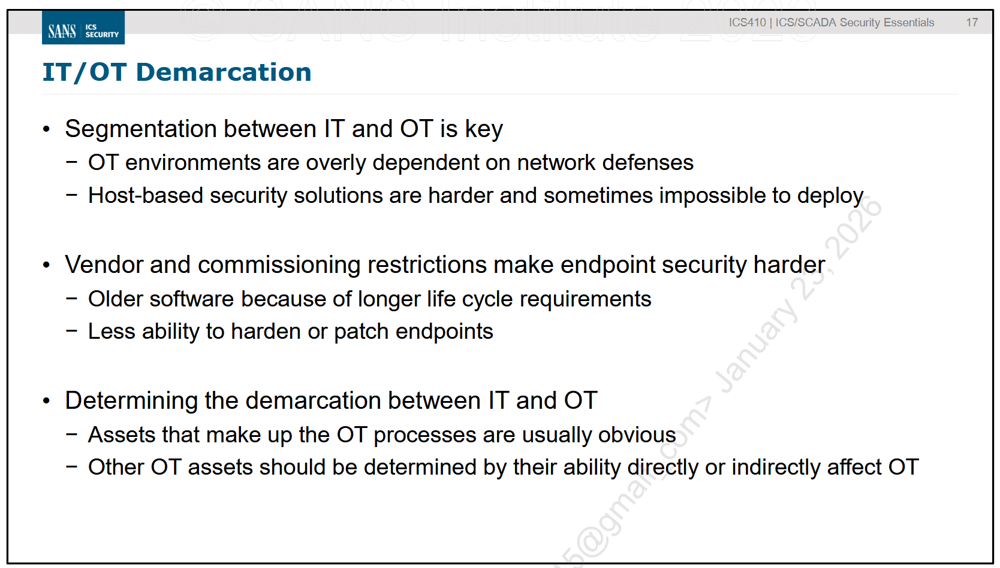 © SANS Institute 2023
SANS ICS SECURITY
ICS410 | ICS/SCADA Security Essentials 17
IT/OT Demarcation
• Segmentation between IT and OT is key
− OT environments are overly dependent on network defenses
− Host-based security solutions are harder and sometimes impossible to deploy
• Vendor and commissioning restrictions make endpoint security harder
− Older software because of longer life cycle requirements
− Less ability to harden or patch endpoints
• Determining the demarcation between IT and OT
− Assets that make up the OT processes are usually obvious
− Other OT assets should be determined by their ability directly or indirectly affect OT
5@gmail_com> January 23, 2026